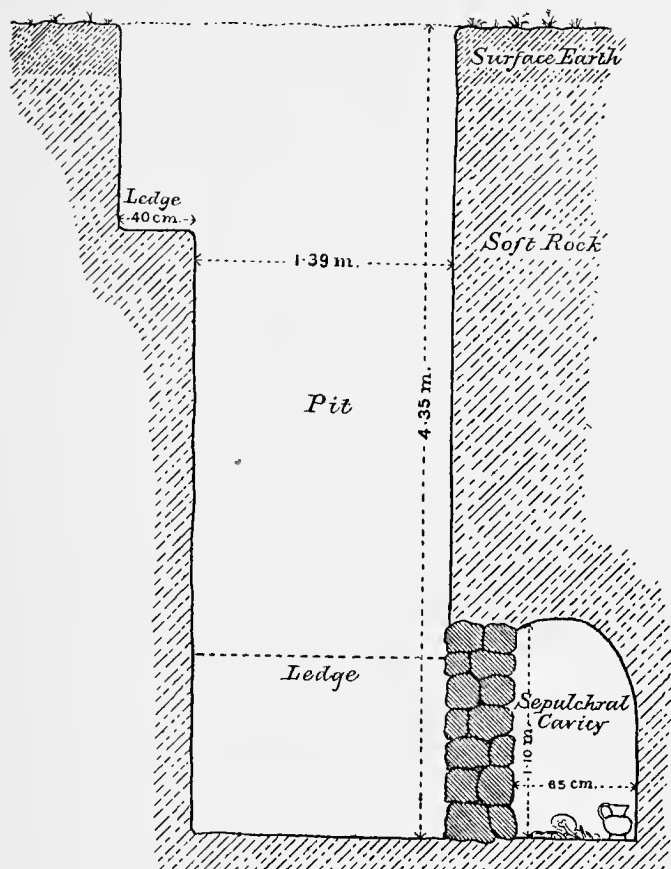 Surface Earth
Ledge
40 cm.
Soft Rock
1·39 m.
4·35 m.
Pit
Ledge
Sepulchral
Cavity
1·10 m.
65 cm.